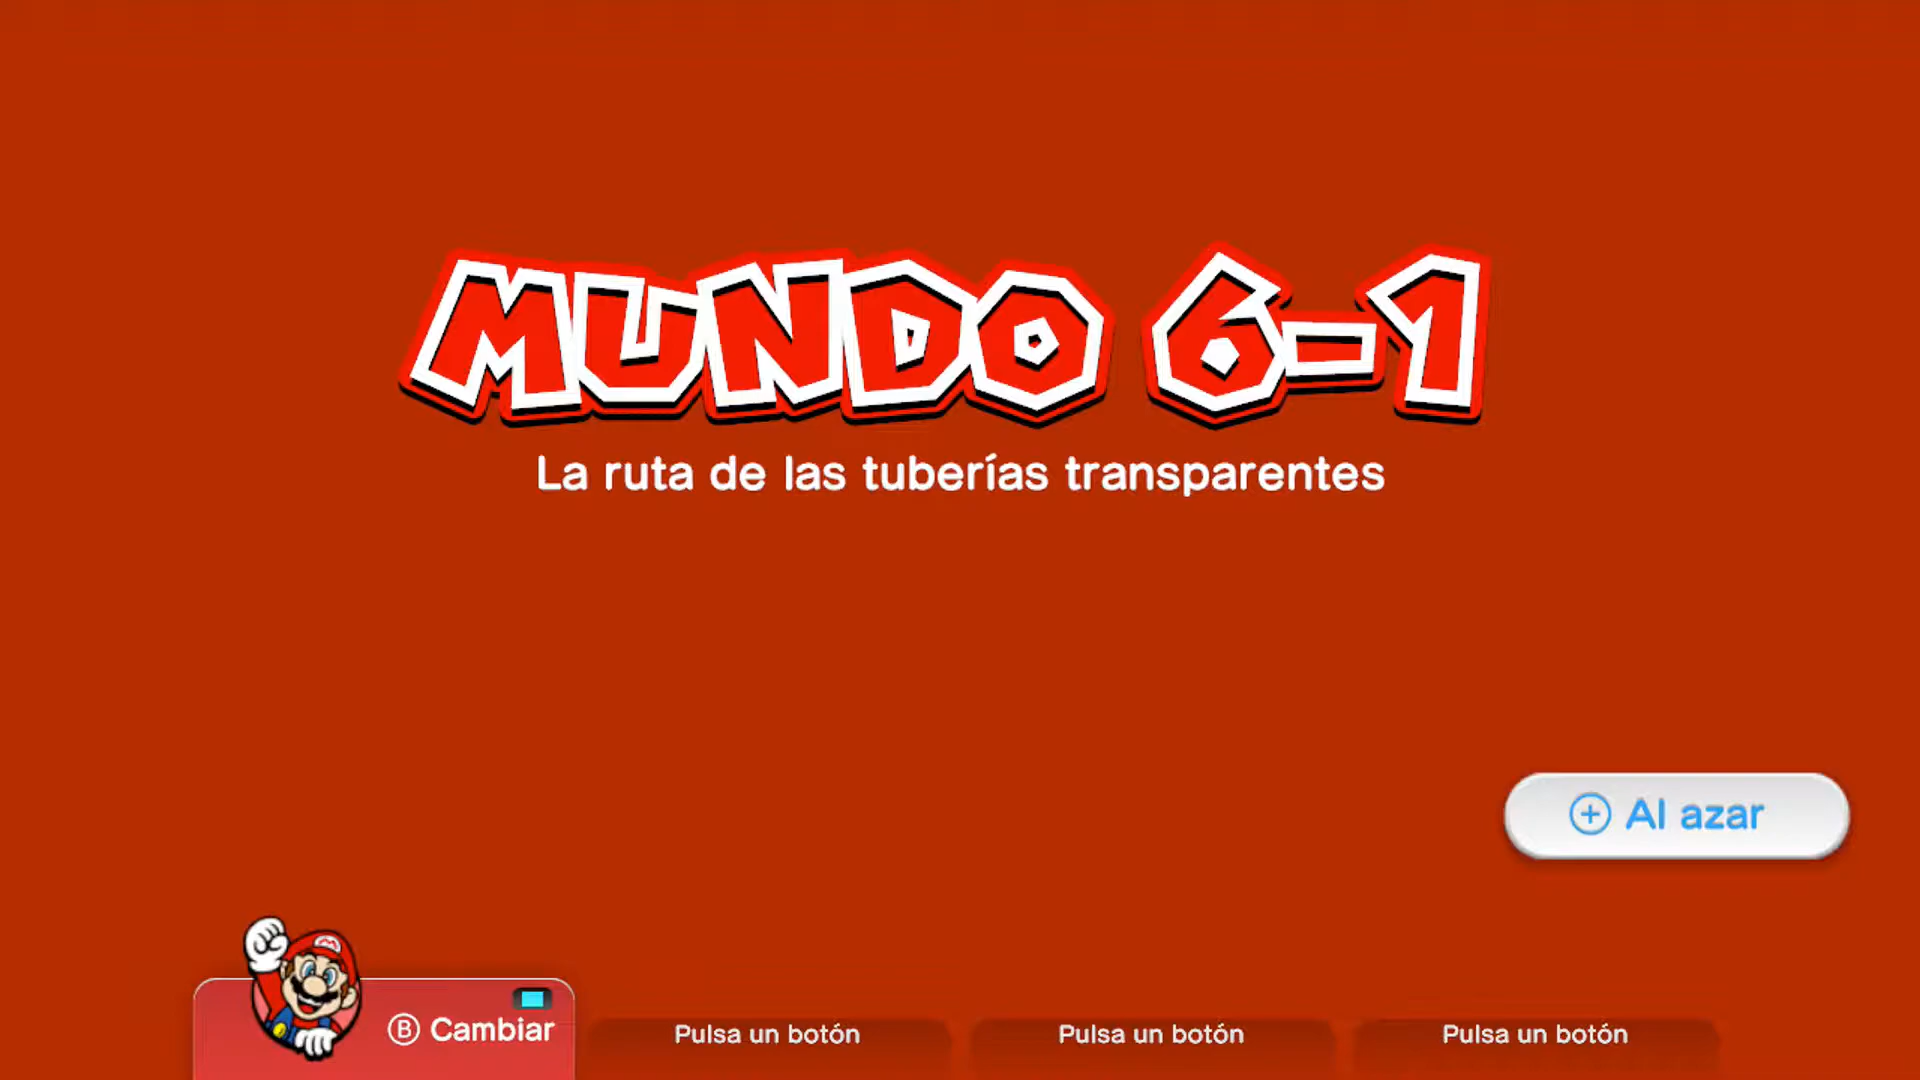 MUNDO 6-1
La ruta de las tuberías transparentes
Al azar
B Cambiar
Pulsa un botón
Pulsa un botón
Pulsa un botón